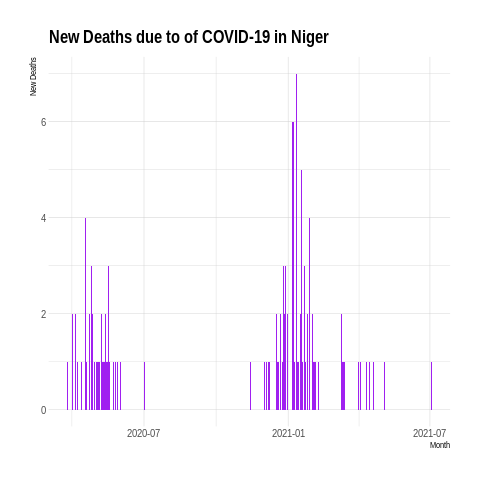 New Deaths due to of COVID-19 in Niger
New Deaths
6
4
2
0
2020-07
2021-01
2021-07
Month